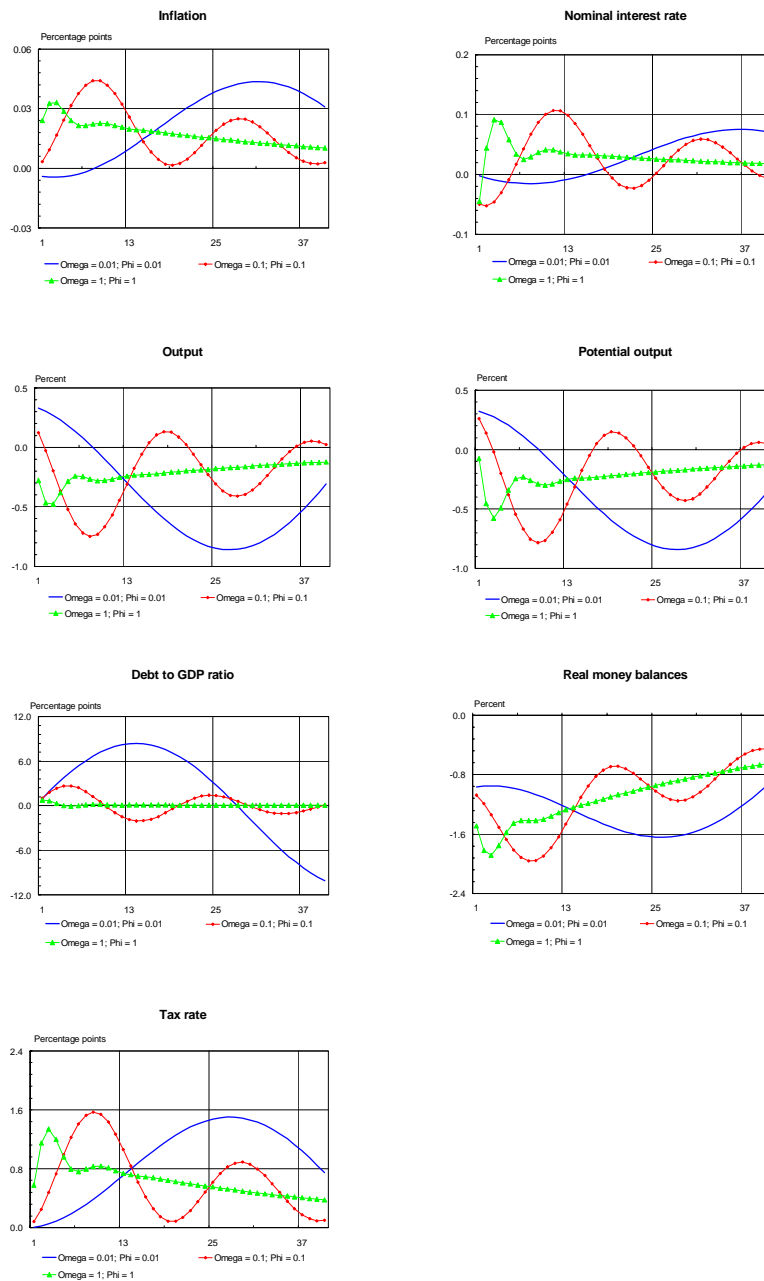 Inflation
Percentage points
0.06
0.03
0.00
-0.03
1 13 25 37
Omega = 0.01; Phi = 0.01 Omega = 0.1; Phi = 0.1
Omega = 1; Phi = 1
Nominal interest rate
Percentage points
0.2
0.1
0.0
-0.1
1 13 25 37
Omega = 0.01; Phi = 0.01 Omega = 0.1; Phi = 0.1
Omega = 1; Phi = 1
Output
Percent
0.5
0.0
-0.5
-1.0
1 13 25 37
Omega = 0.01; Phi = 0.01 Omega = 0.1; Phi = 0.1
Omega = 1; Phi = 1
Potential output
Percent
0.5
0.0
-0.5
-1.0
1 13 25 37
Omega = 0.01; Phi = 0.01 Omega = 0.1; Phi = 0.1
Omega = 1; Phi = 1
Debt to GDP ratio
Percentage points
12.0
6.0
0.0
-6.0
-12.0
1 13 25 37
Omega = 0.01; Phi = 0.01 Omega = 0.1; Phi = 0.1
Omega = 1; Phi = 1
Real money balances
Percent
0.0
-0.8
-1.6
-2.4
1 13 25 37
Omega = 0.01; Phi = 0.01 Omega = 0.1; Phi = 0.1
Omega = 1; Phi = 1
Tax rate
Percentage points
2.4
1.6
0.8
0.0
1 13 25 37
Omega = 0.01; Phi = 0.01 Omega = 0.1; Phi = 0.1
Omega = 1; Phi = 1